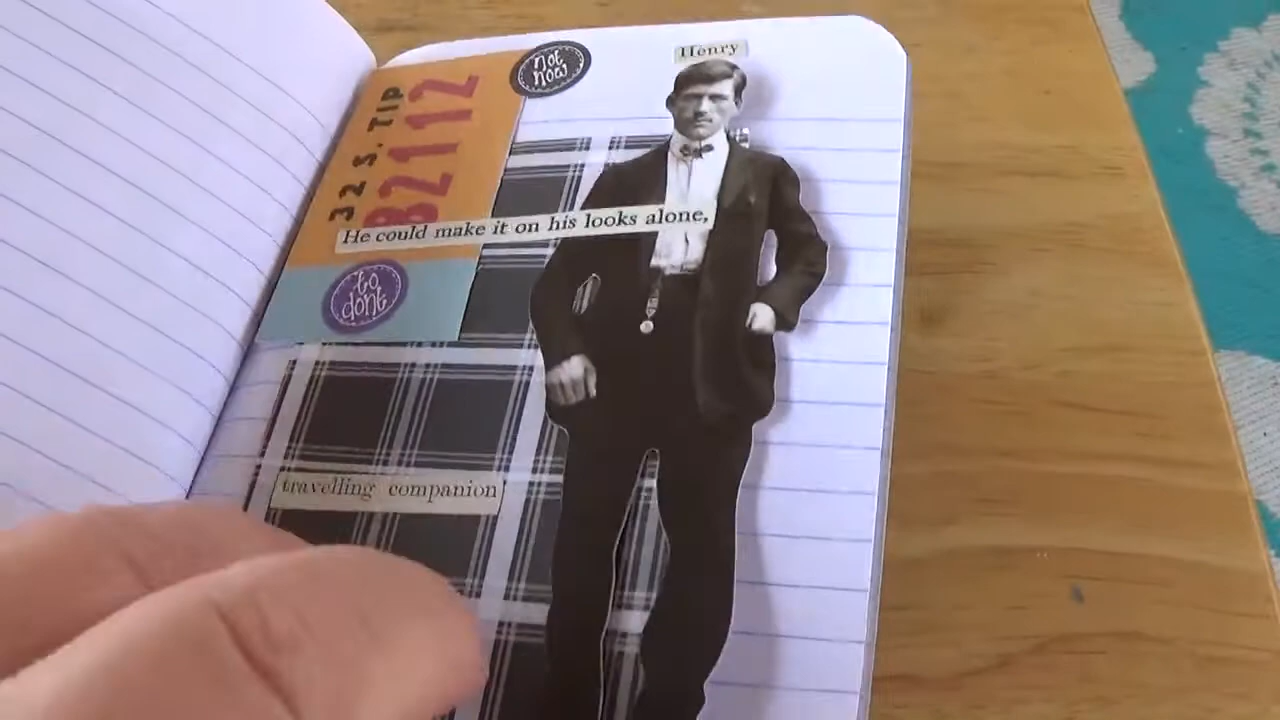 Henry
not
now
32 S. TIP
B2112
He could make it on his looks alone,
to
dont
travelling companion